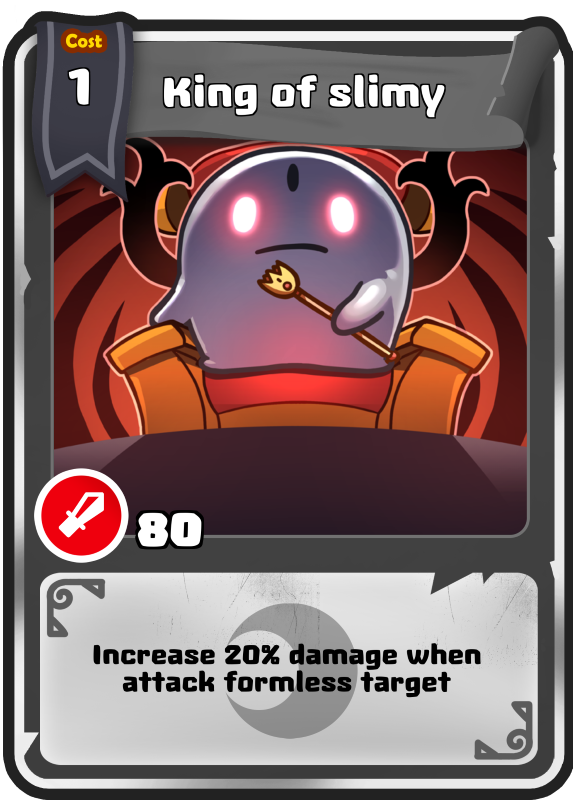 Cost
1
King of slimy
80
Increase 20% damage when
attack formless target